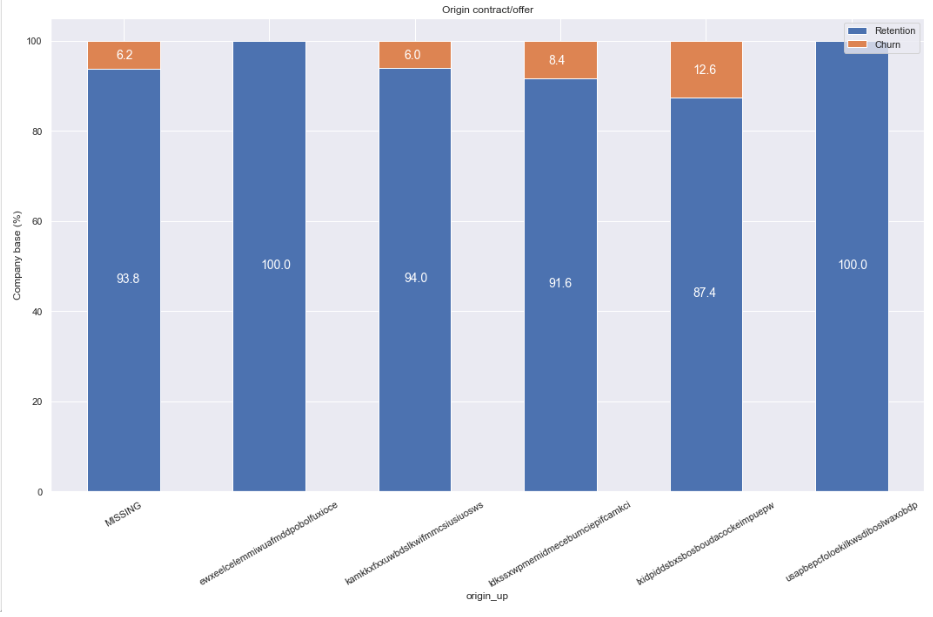 Origin contract/offer
Retention
Churn
100
80
60
40
20
0
Company base (%)
6.2
6.0
8.4
12.6
93.8
100.0
94.0
91.6
87.4
100.0
MISSING
ewxeelcelemmiwuafmddpobolfuxioce
kamkkxfxxuwbdslkwifmmcsiusiuosws
ldkssxwpmemidmecebumciepifcamkci
lxidpiddsbxsbosboudacockeimpuepw
usapbepcfoloekilkwsdiboslwaxobdp
origin_up